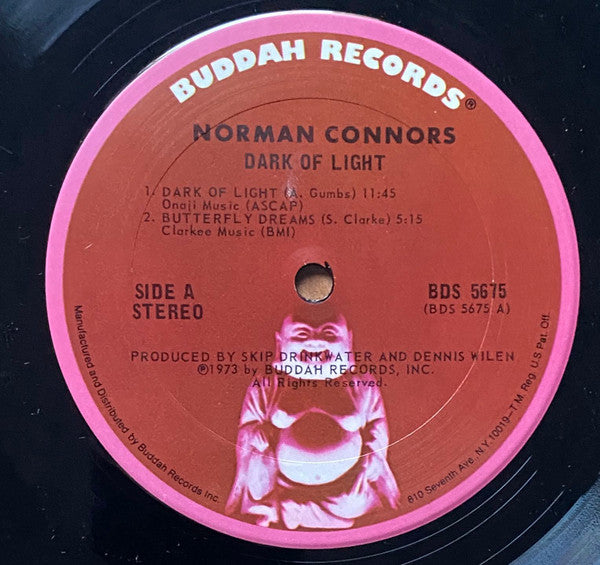 BUDDAH RECORDS®
NORMAN CONNORS
DARK OF LIGHT
1. DARK OF LIGHT (A. Gumbs) 11:45
Onaji Music (ASCAP)
2. BUTTERFLY DREAMS (S. Clarke) 5:15
Clarkee Music (BMI)
SIDE A
STEREO
BDS 5675
(BDS 5675 A)
PRODUCED BY SKIP DRINKWATER AND DENNIS WILEN
℗1973 by BUDDAH RECORDS, INC.
All Rights Reserved.
Manufactured and Distributed by Buddah Records Inc. 810 Seventh Ave. N.Y. 10019—T.M. Reg. U.S. Pat. Off.